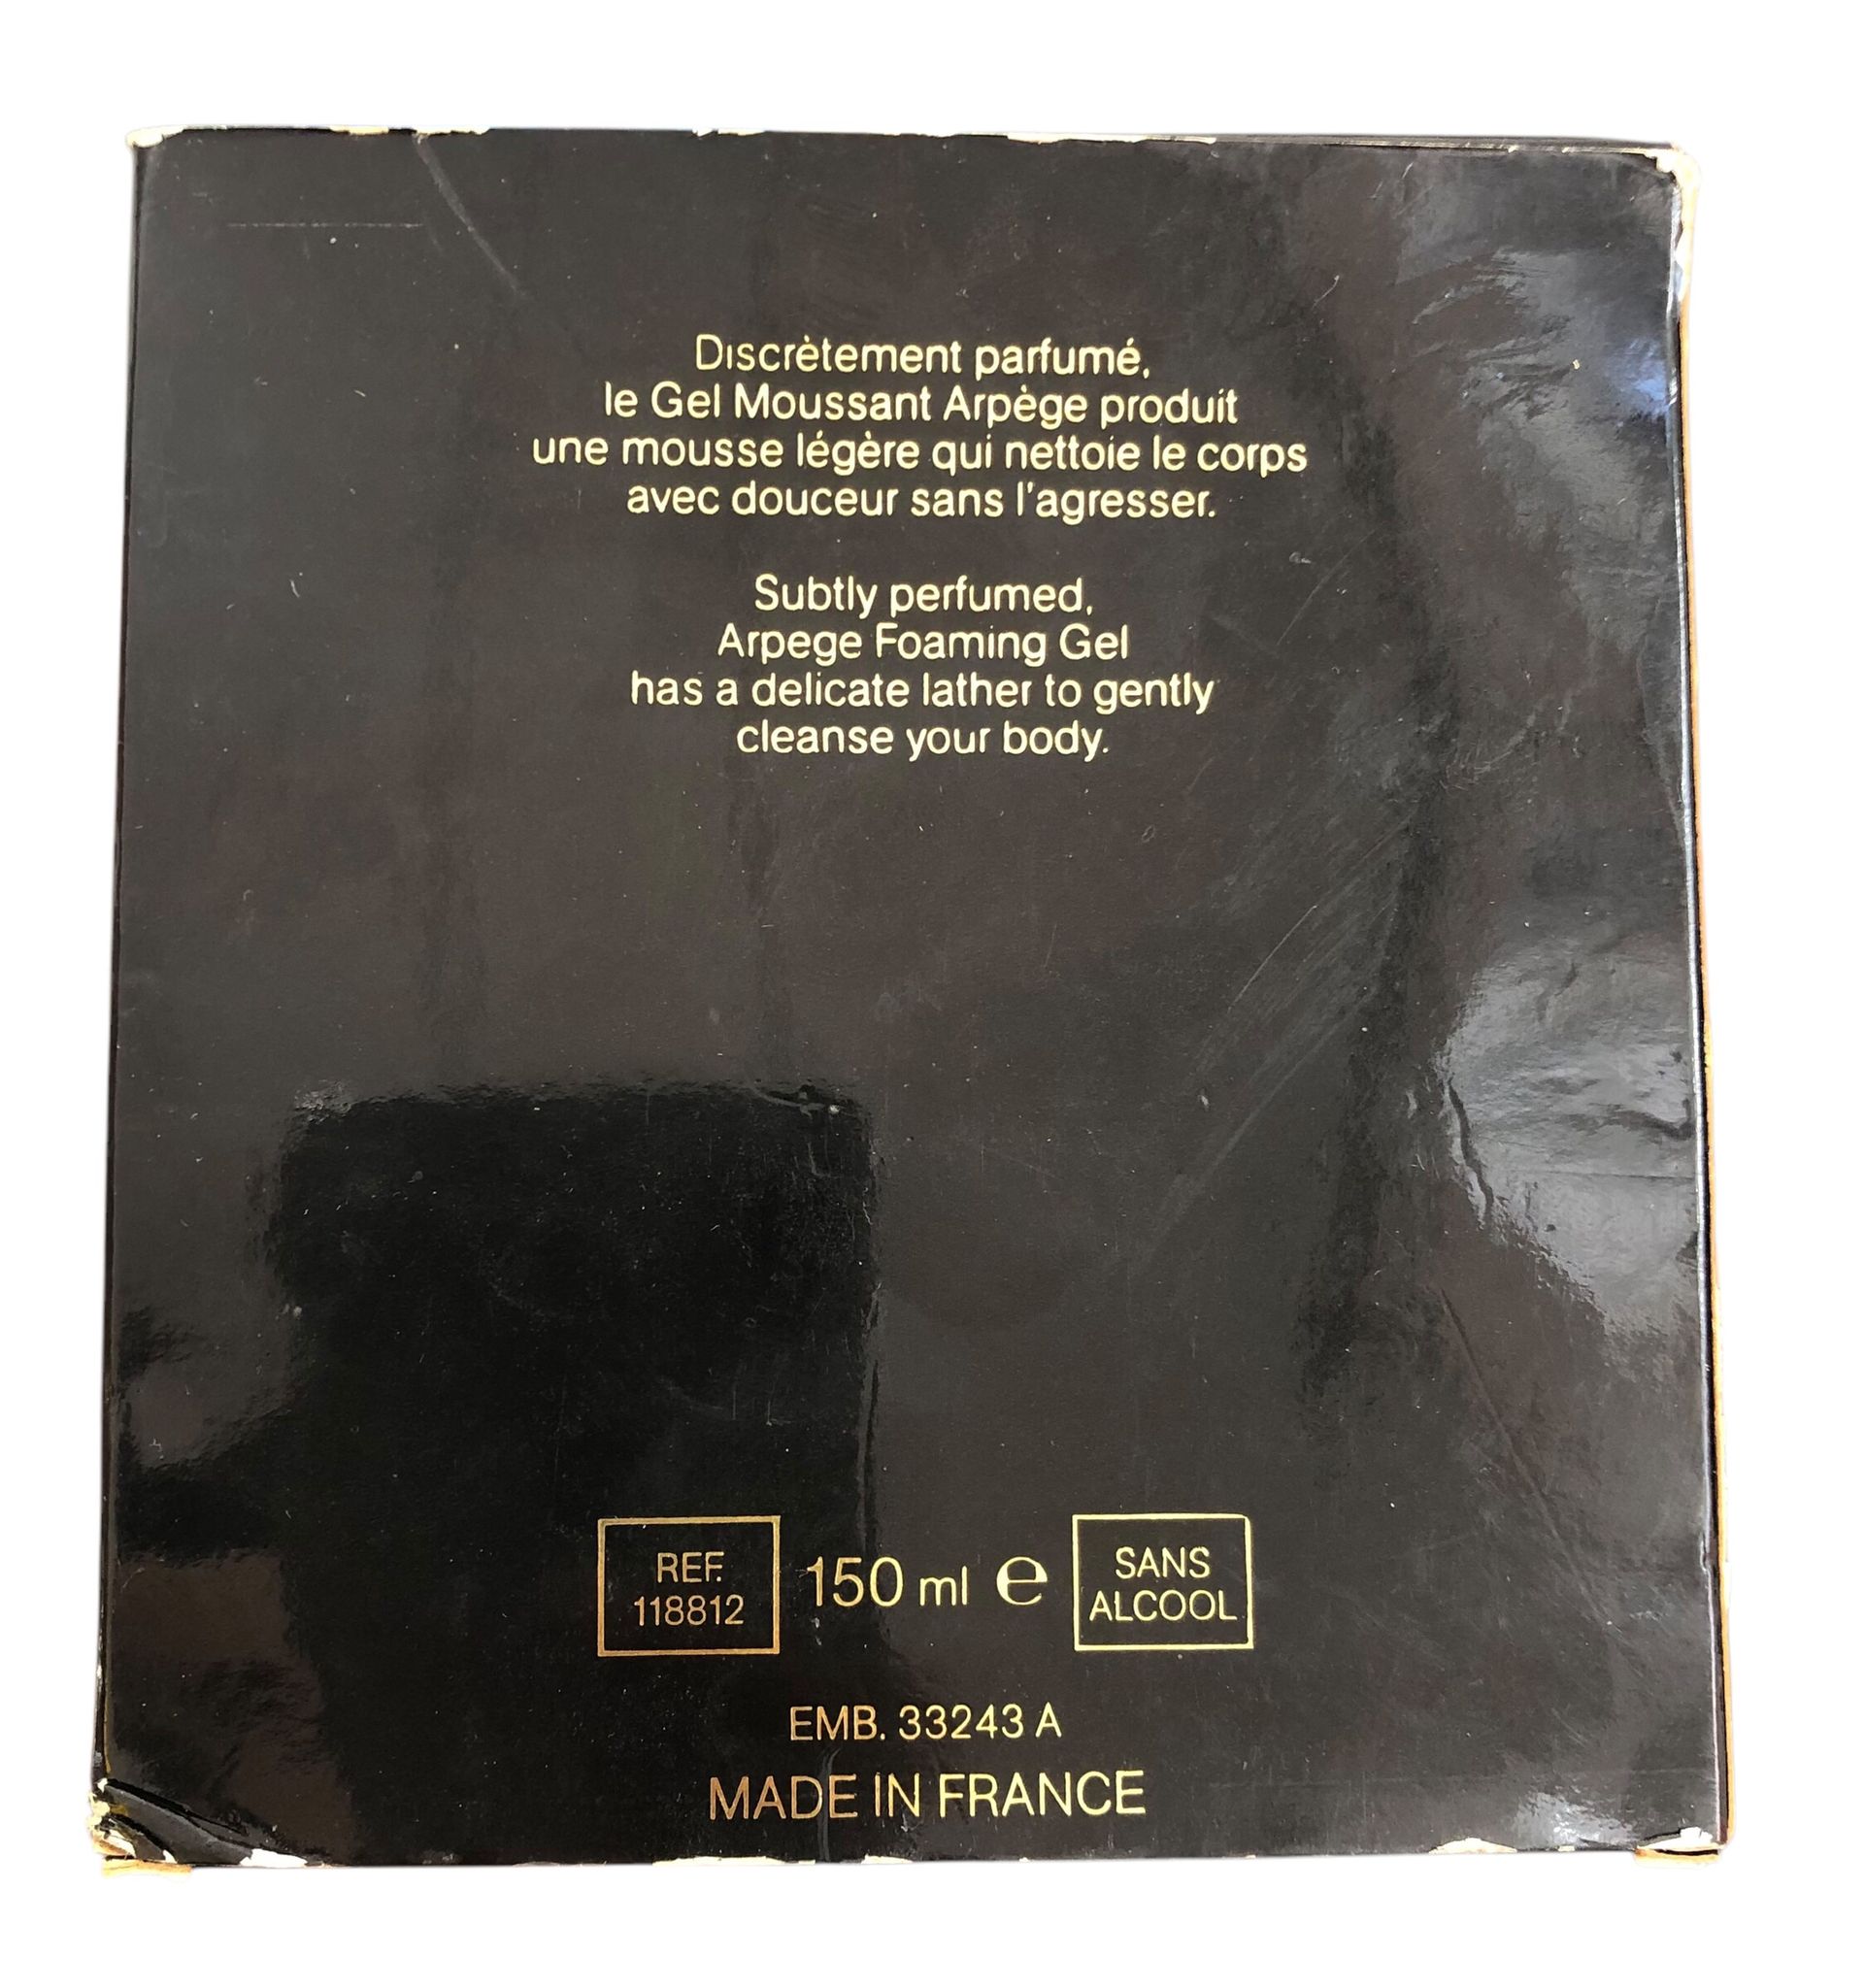 Discrètement parfumé,
le Gel Moussant Arpège produit
une mousse légère qui nettoie le corps
avec douceur sans l'agresser.
Subtly perfumed,
Arpege Foaming Gel
has a delicate lather to gently
cleanse your body.
REF.
118812
150 ml ℮
SANS
ALCOOL
EMB. 33243 A
MADE IN FRANCE